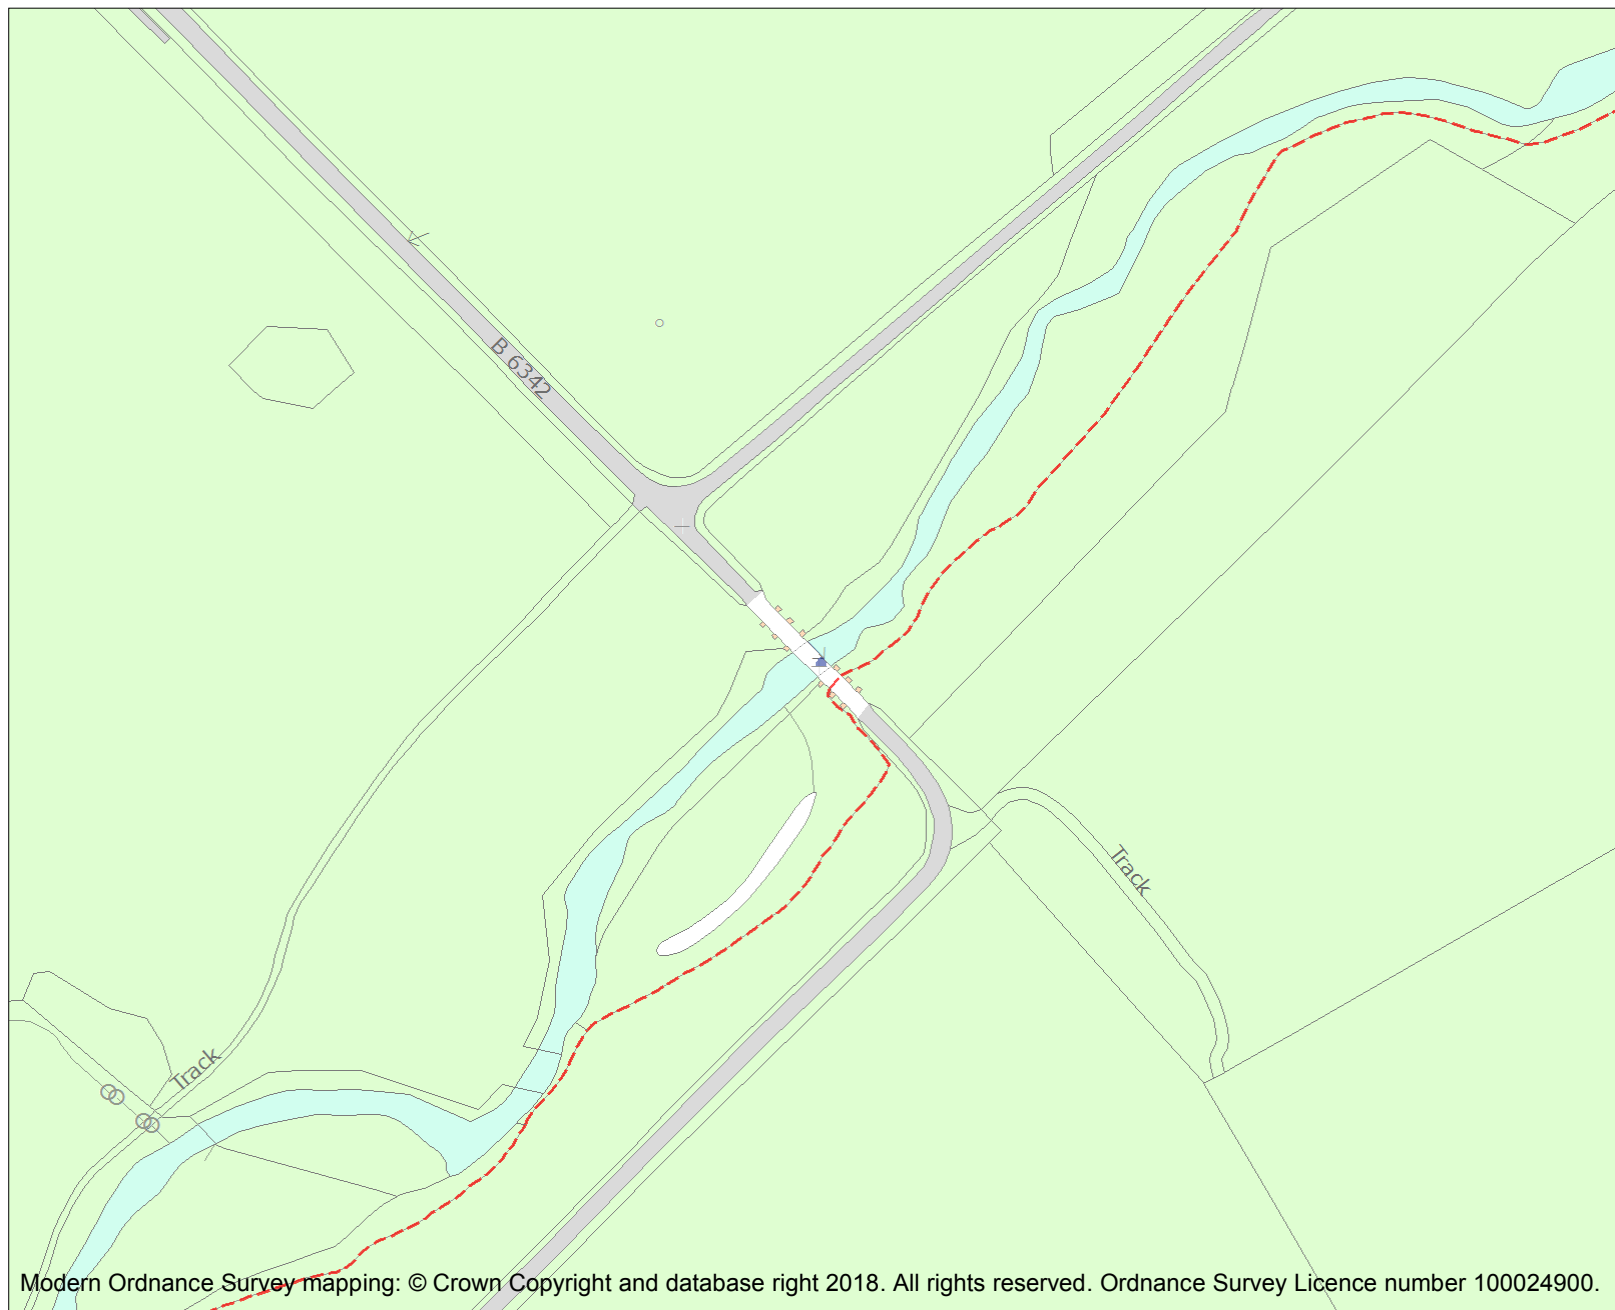 B 6342
Track
Track
Modern Ordnance Survey mapping: © Crown Copyright and database right 2018. All rights reserved. Ordnance Survey Licence number 100024900.